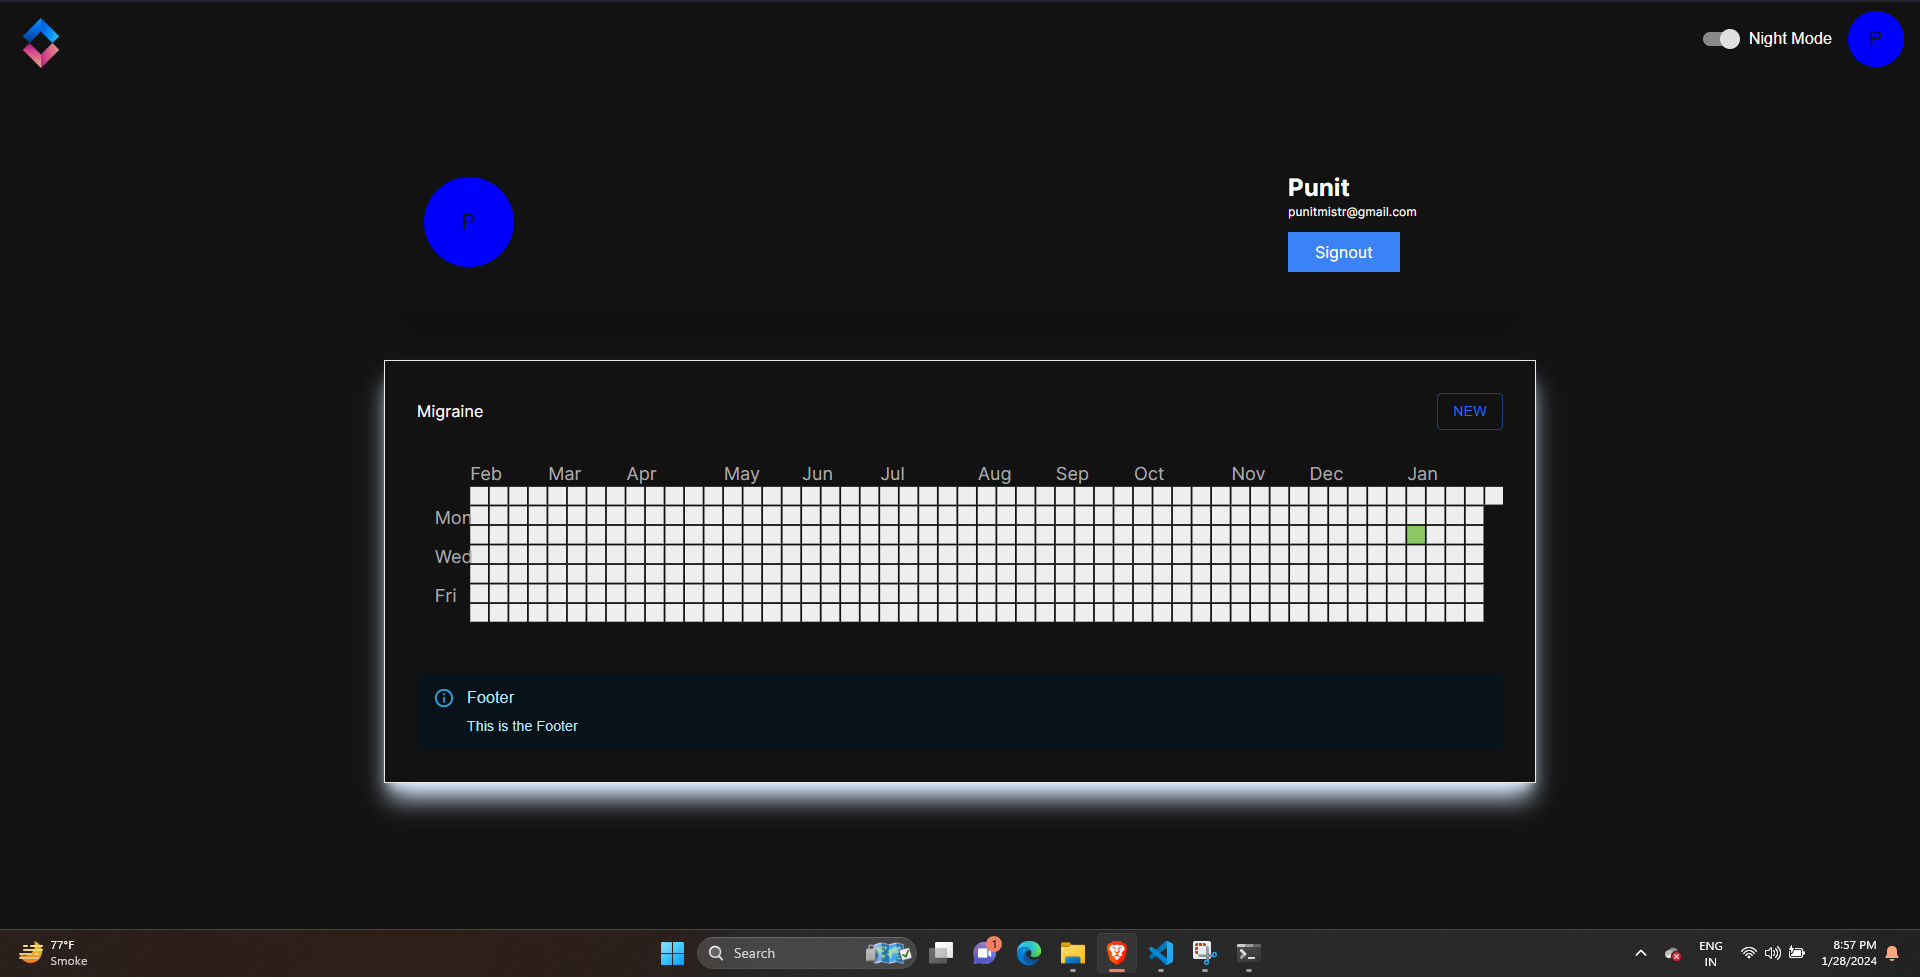 Night Mode
P
P
Punit
punitmistr@gmail.com
Signout
Migraine
NEW
Feb Mar Apr May Jun Jul Aug Sep Oct Nov Dec Jan
Mon
Wed
Fri
Footer
This is the Footer
77°F
Smoke
Search
1
ENG
IN
8:57 PM
1/28/2024